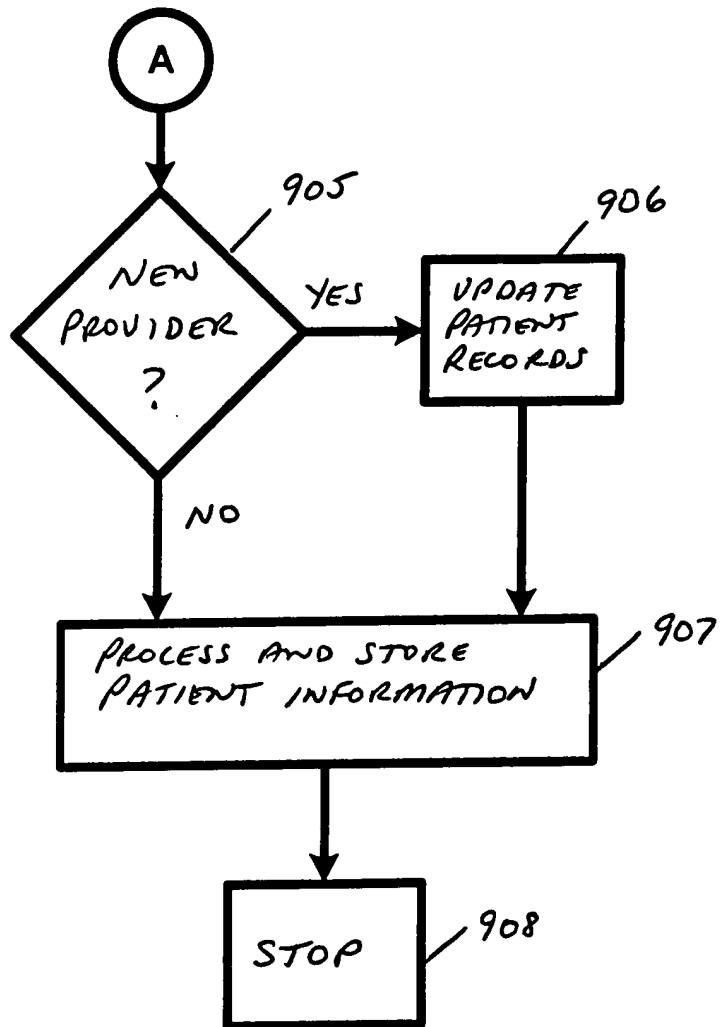 A
905
NEW
PROVIDER
?
YES
906
UPDATE
PATIENT
RECORDS
NO
907
PROCESS AND STORE
PATIENT INFORMATION
STOP
908